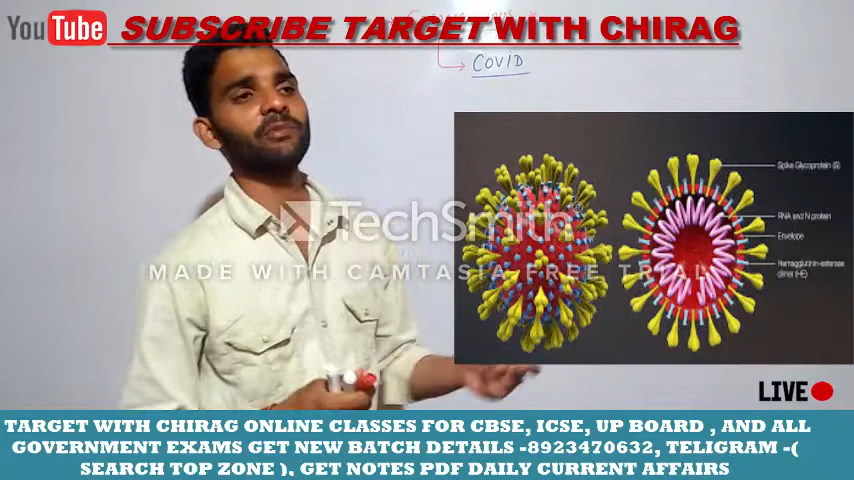 YouTube SUBSCRIBE TARGET WITH CHIRAG
COVID
Spike Glycoprotein (S)
RNA and N protein
Envelope
Hemagglutinin-esterase
dimer (HE)
TechSmith
MADE WITH CAMTASIA FREE TRIAL
LIVE
TARGET WITH CHIRAG ONLINE CLASSES FOR CBSE, ICSE, UP BOARD , AND ALL
GOVERNMENT EXAMS GET NEW BATCH DETAILS -8923470632, TELIGRAM -(
SEARCH TOP ZONE ), GET NOTES PDF DAILY CURRENT AFFAIRS